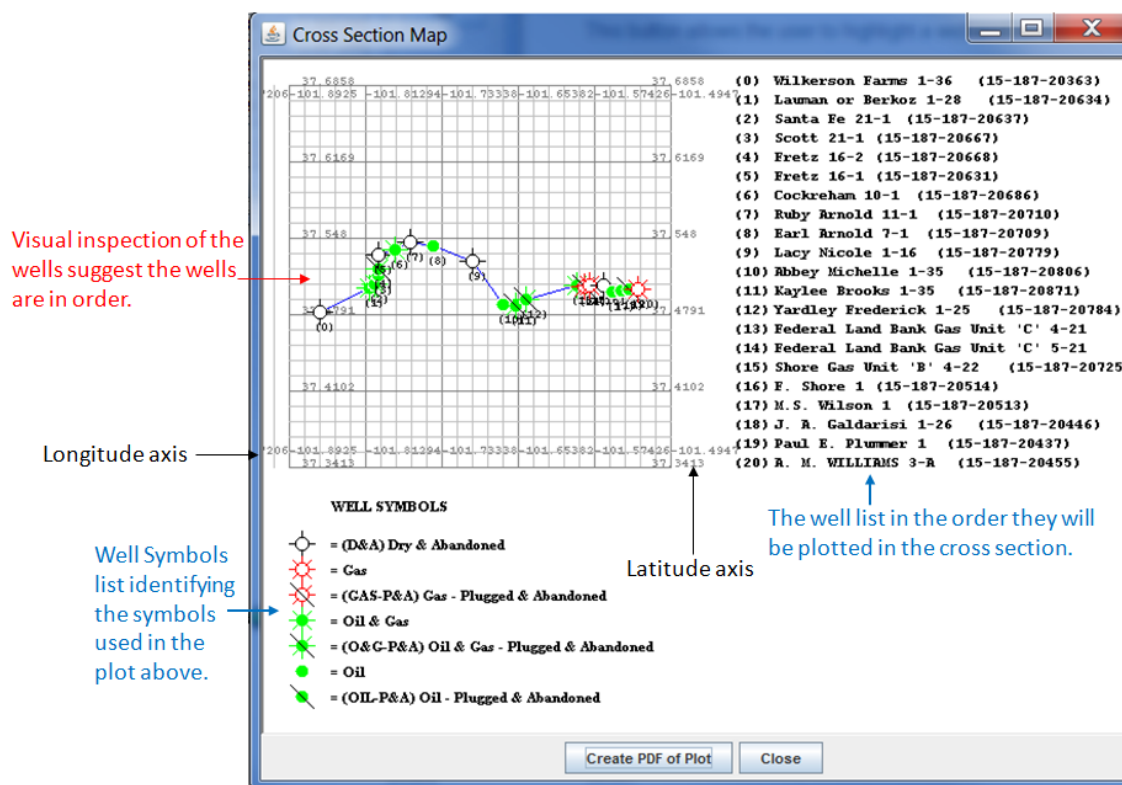 Cross Section Map
37.6858
37.6858
'206-101.8925 -101.81294-101.73338-101.65382-101.57426-101.4947
37.6169
37.6169
37.548
37.548
(7)
(6)
(8)
(9)
(3)
(0)
(11)
(12)
37.4791
37.4791
37.4102
37.4102
'206-101.8925 -101.81294-101.73338-101.65382-101.57426-101.4947
37.3413
37.3413
(0) Wilkerson Farms 1-36 (15-187-20363)
(1) Lauman or Berkoz 1-28 (15-187-20634)
(2) Santa Fe 21-1 (15-187-20637)
(3) Scott 21-1 (15-187-20667)
(4) Fretz 16-2 (15-187-20668)
(5) Fretz 16-1 (15-187-20631)
(6) Cockreham 10-1 (15-187-20686)
(7) Ruby Arnold 11-1 (15-187-20710)
(8) Earl Arnold 7-1 (15-187-20709)
(9) Lacy Nicole 1-16 (15-187-20779)
(10) Abbey Michelle 1-35 (15-187-20806)
(11) Kaylee Brooks 1-35 (15-187-20871)
(12) Yardley Frederick 1-25 (15-187-20784)
(13) Federal Land Bank Gas Unit 'C' 4-21
(14) Federal Land Bank Gas Unit 'C' 5-21
(15) Shore Gas Unit 'B' 4-22 (15-187-20725
(16) F. Shore 1 (15-187-20514)
(17) M.S. Wilson 1 (15-187-20513)
(18) J. A. Galdarisi 1-26 (15-187-20446)
(19) Paul E. Plummer 1 (15-187-20437)
(20) A. M. WILLIAMS 3-A (15-187-20455)
Visual inspection of the
wells suggest the wells
are in order.
Longitude axis
Latitude axis
The well list in the order they will
be plotted in the cross section.
Well Symbols
list identifying
the symbols
used in the
plot above.
WELL SYMBOLS
= (D&A) Dry & Abandoned
= Gas
= (GAS-P&A) Gas - Plugged & Abandoned
= Oil & Gas
= (O&G-P&A) Oil & Gas - Plugged & Abandoned
= Oil
= (OIL-P&A) Oil - Plugged & Abandoned
Create PDF of Plot
Close